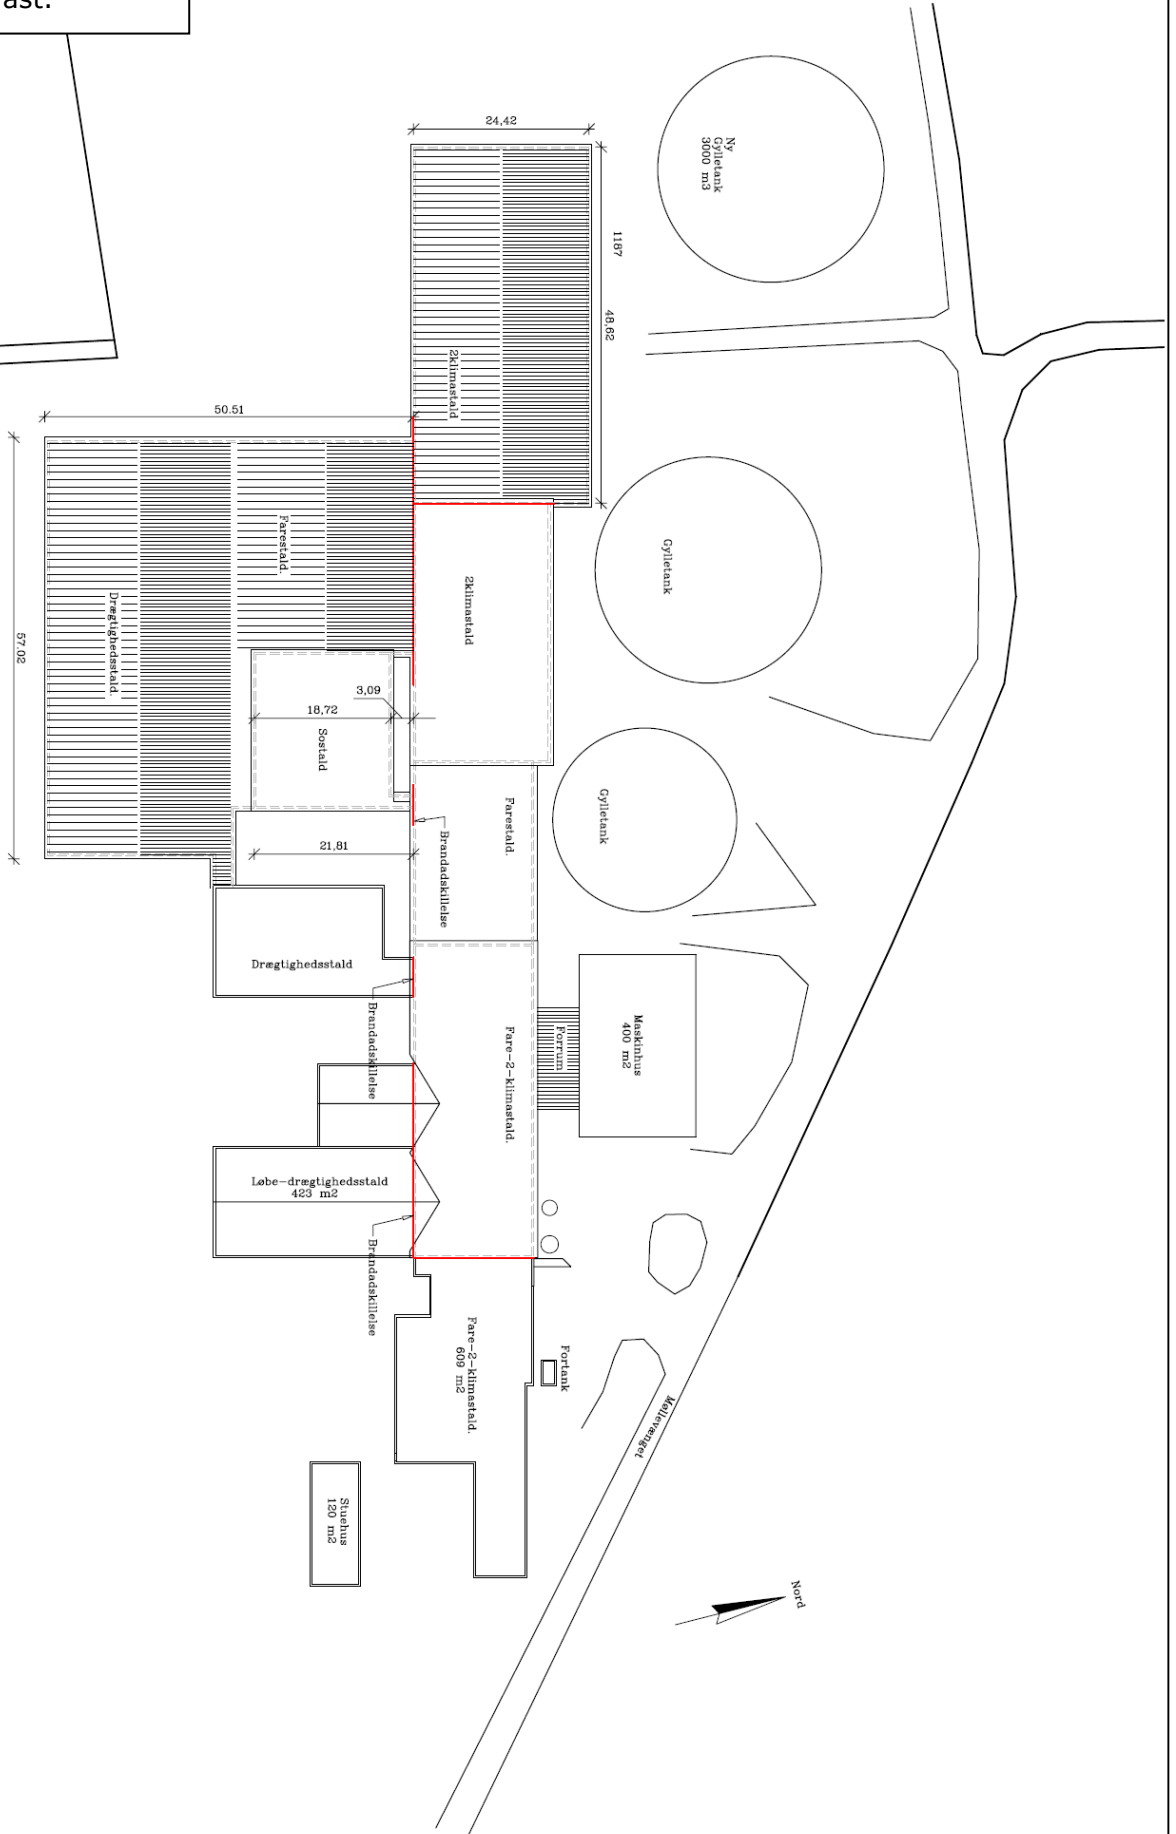 ast.
24,42
Ny
Gylletank
3000 m3
1187
48,62
2klimastald
50.51
57.02
Farestald.
Drægtighedsstald.
2klimastald
Gylletank
3,09
18,72
Sostald
Gylletank
Farestald.
21,81
Brandadskillelse
Drægtighedsstald
Brandadskillelse
Fare-2-klimastald.
Forrum
Maskinhus
400 m2
Løbe-drægtighedsstald
423 m2
Brandadskillelse
Fare-2-klimastald.
609 m2
Fortank
Møllevænget
Stuehus
120 m2
Nord